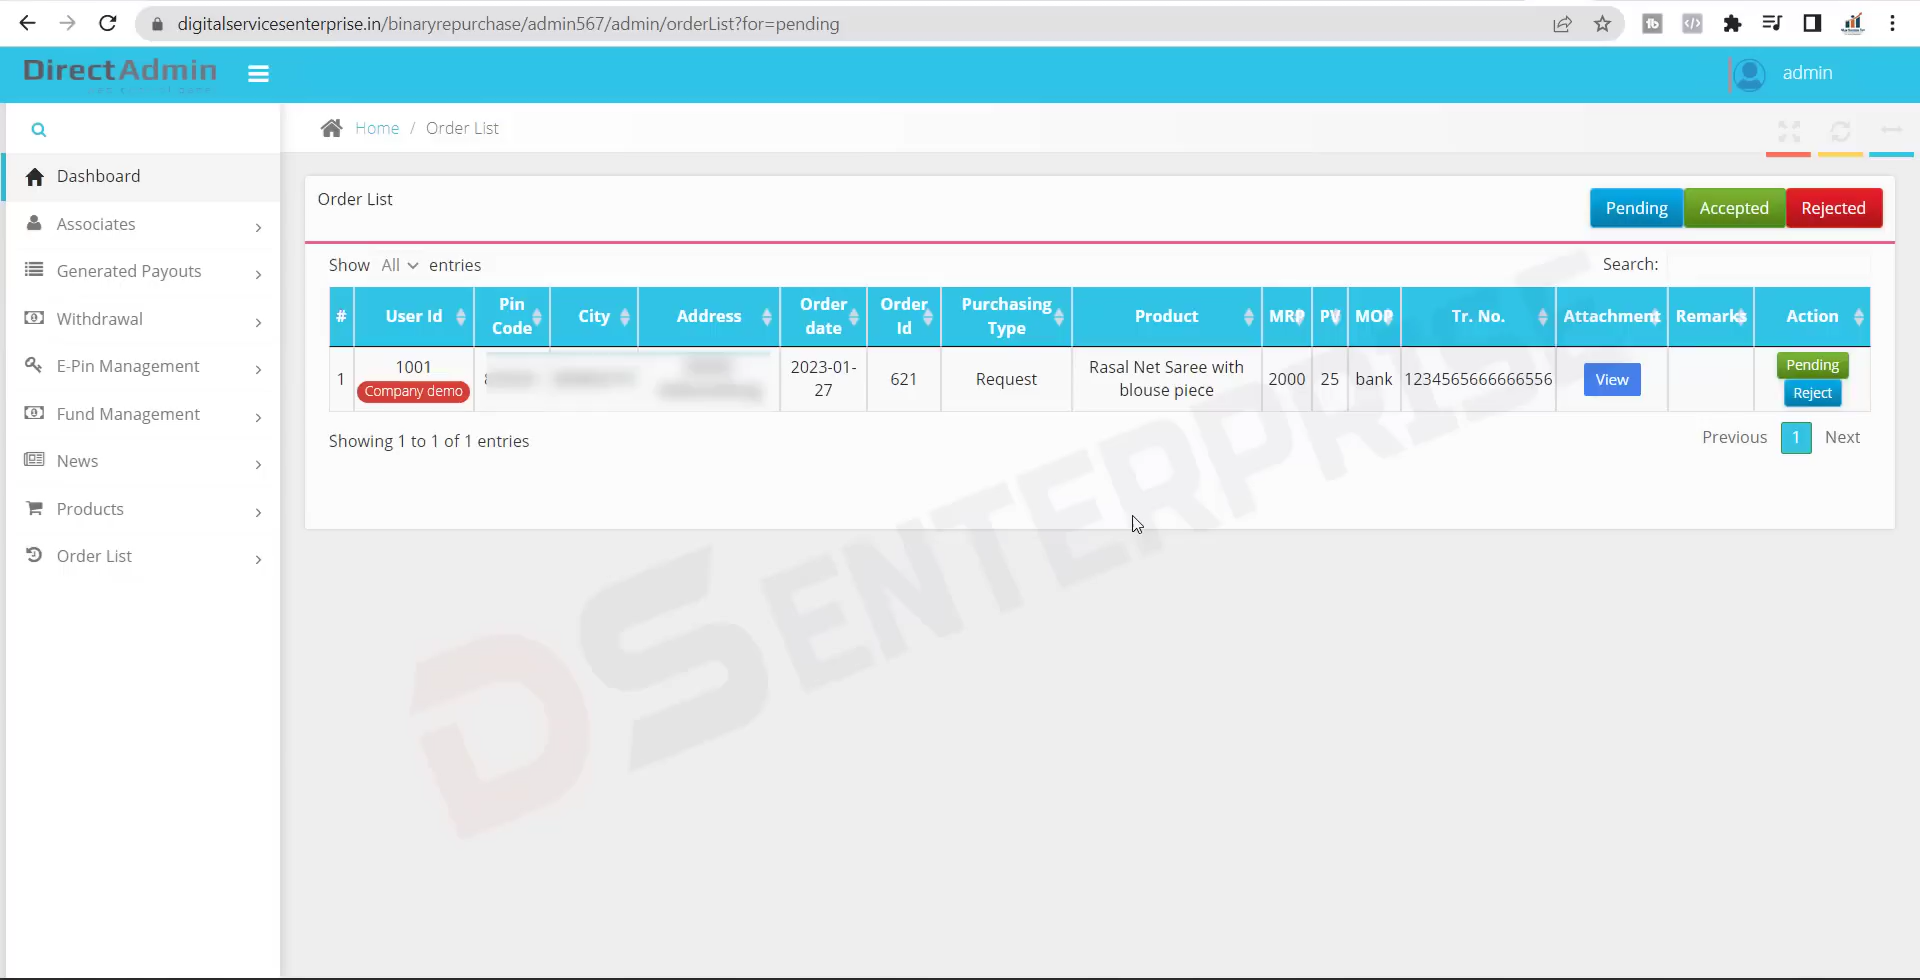 digitalservicesenterprise.in/binaryrepurchase/admin567/admin/orderList?for=pending
DirectAdmin
admin
Home / Order List
Dashboard
Associates
Generated Payouts
Withdrawal
E-Pin Management
Fund Management
News
Products
Order List
Order List
Pending Accepted Rejected
Show All entries
Search:
# User Id Pin Code City Address Order date Order Id Purchasing Type Product MRP PV MOP Tr. No. Attachment Remarks Action
1 1001 2023-01-27 621 Request Rasal Net Saree with blouse piece 2000 25 bank 1234565666666556 View Pending
Company demo Reject
Showing 1 to 1 of 1 entries
Previous 1 Next
DSENTERPRISE